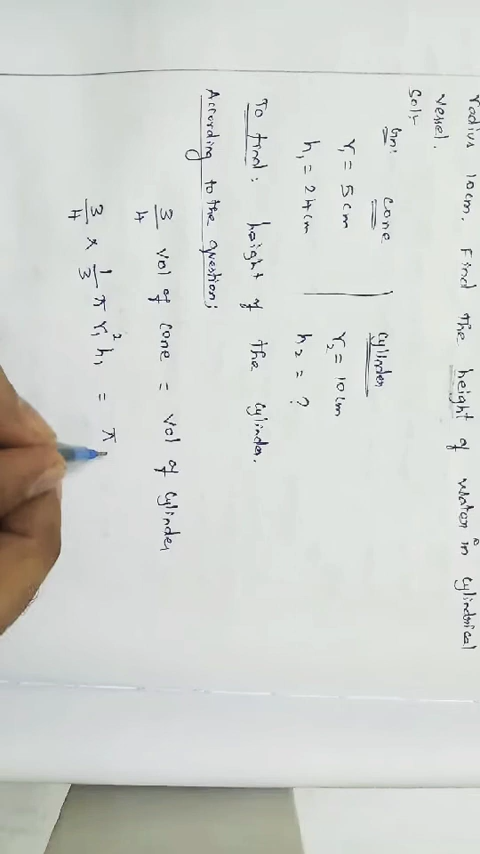 radius 10cm. Find the height of water in cylindrical
vessel.
Sol:-
Gn: Cone Cylinder
r₁ = 5cm r₂ = 10cm
h₁ = 24cm h₂ = ?
To find: height of the cylinder.
According to the question;
3/4 vol of cone = vol of cylinder
3/4 × 1/3 π r₁² h₁ = π